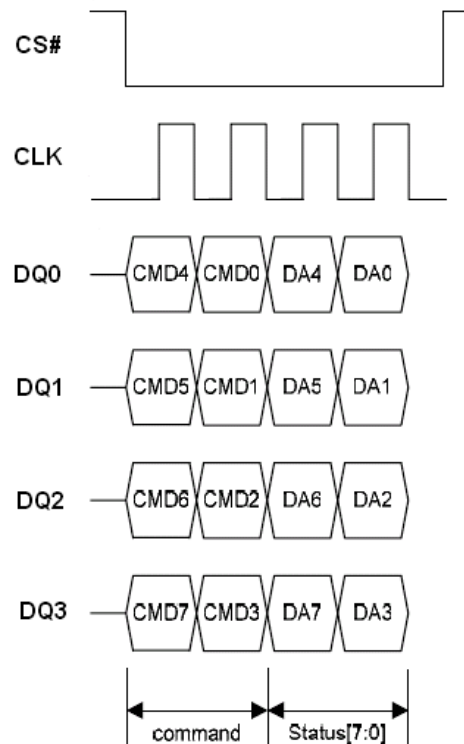 CS#
CLK
DQ0 CMD4 CMD0 DA4 DA0
DQ1 CMD5 CMD1 DA5 DA1
DQ2 CMD6 CMD2 DA6 DA2
DQ3 CMD7 CMD3 DA7 DA3
command Status[7:0]